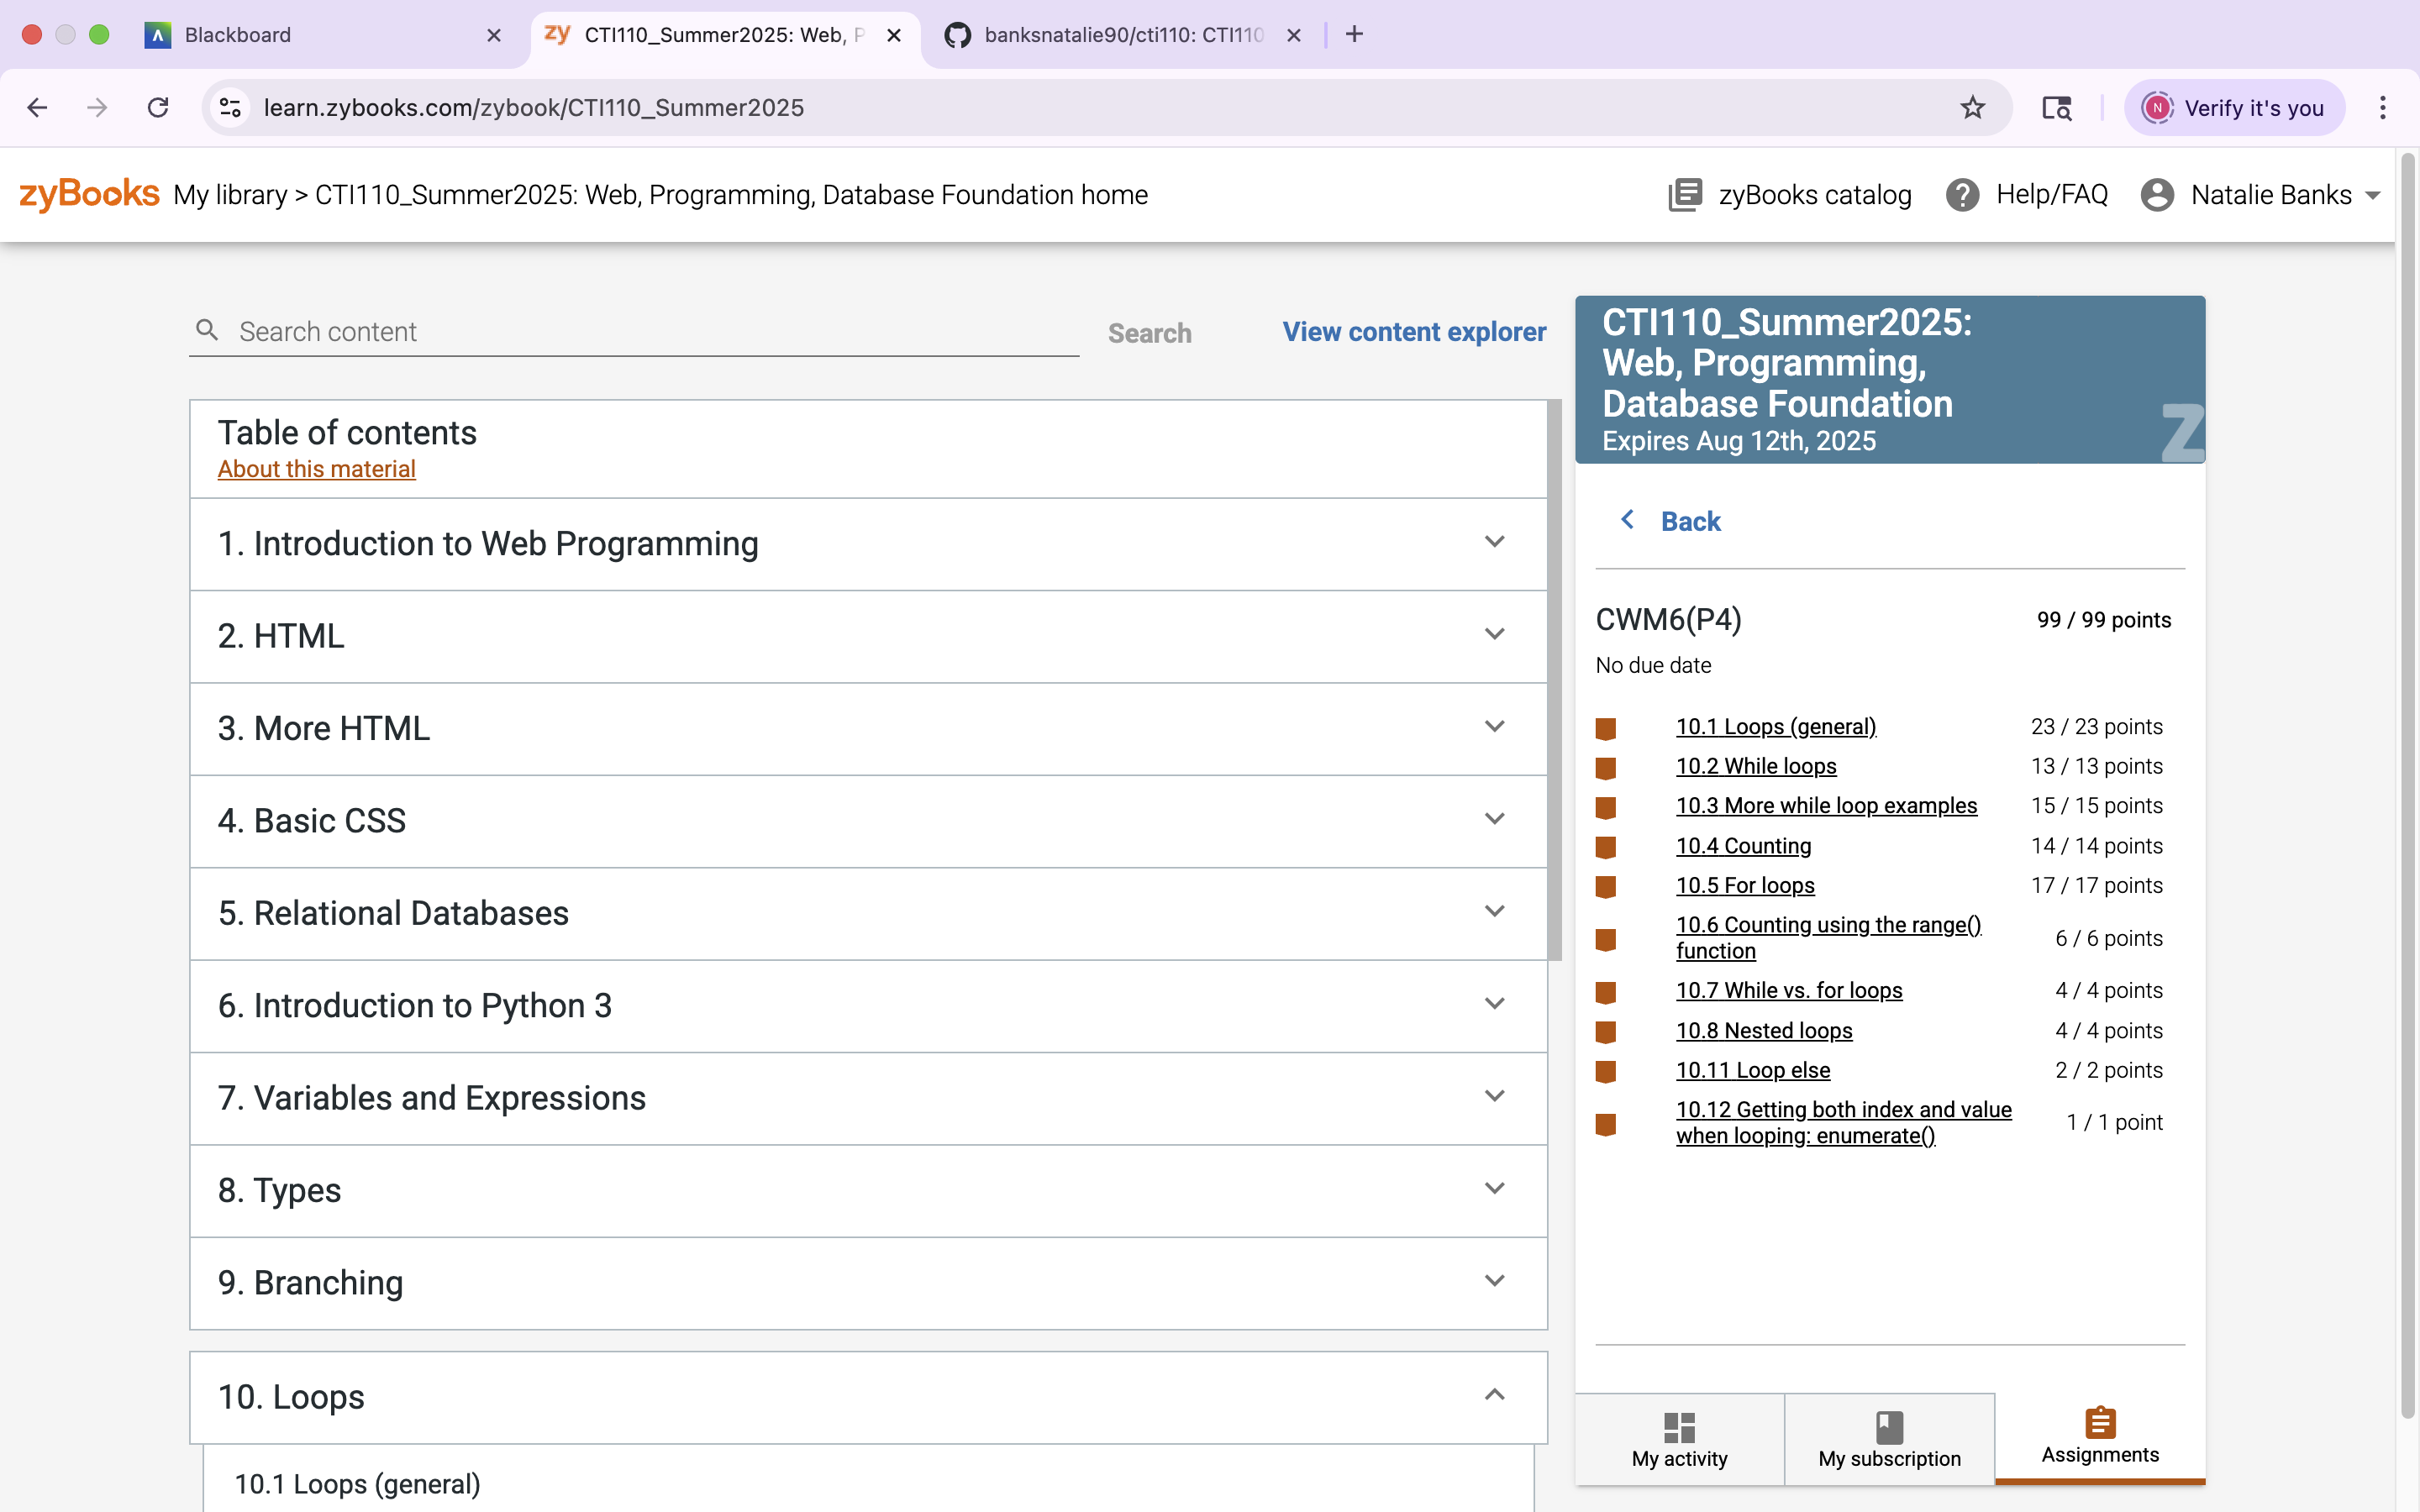 Blackboard
zy CTI110_Summer2025: Web, P
banksnatalie90/cti110: CTI110
learn.zybooks.com/zybook/CTI110_Summer2025
N Verify it's you
zyBooks My library > CTI110_Summer2025: Web, Programming, Database Foundation home
zyBooks catalog
? Help/FAQ
Natalie Banks
Search content
Search
View content explorer
Table of contents
About this material
1. Introduction to Web Programming
2. HTML
3. More HTML
4. Basic CSS
5. Relational Databases
6. Introduction to Python 3
7. Variables and Expressions
8. Types
9. Branching
10. Loops
10.1 Loops (general)
CTI110_Summer2025:
Web, Programming,
Database Foundation
Expires Aug 12th, 2025
Z
Back
CWM6(P4) 99 / 99 points
No due date
10.1 Loops (general) 23 / 23 points
10.2 While loops 13 / 13 points
10.3 More while loop examples 15 / 15 points
10.4 Counting 14 / 14 points
10.5 For loops 17 / 17 points
10.6 Counting using the range()
function 6 / 6 points
10.7 While vs. for loops 4 / 4 points
10.8 Nested loops 4 / 4 points
10.11 Loop else 2 / 2 points
10.12 Getting both index and value
when looping: enumerate() 1 / 1 point
My activity
My subscription
Assignments